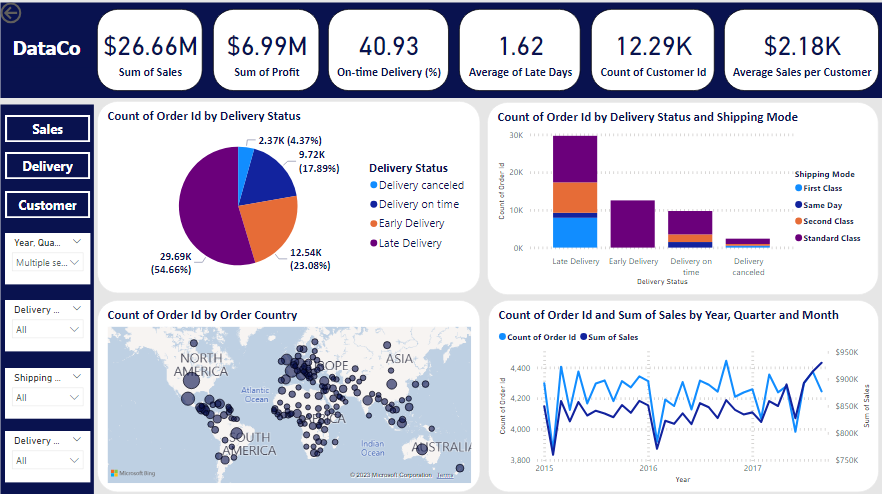 DataCo
$26.66M
Sum of Sales
$6.99M
Sum of Profit
40.93
On-time Delivery (%)
1.62
Average of Late Days
12.29K
Count of Customer Id
$2.18K
Average Sales per Customer
Sales
Delivery
Customer
Year, Qua...
Multiple se...
Delivery ...
All
Shipping ...
All
Delivery ...
All
Count of Order Id by Delivery Status
2.37K (4.37%)
9.72K
(17.89%)
12.54K
(23.08%)
29.69K
(54.66%)
Delivery Status
Delivery canceled
Delivery on time
Early Delivery
Late Delivery
Count of Order Id by Delivery Status and Shipping Mode
Count of Order Id
30K
20K
10K
0K
Late Delivery
Early Delivery
Delivery on
time
Delivery
canceled
Delivery Status
Shipping Mode
First Class
Same Day
Second Class
Standard Class
Count of Order Id by Order Country
NORTH
AMERICA
ASIA
Atlantic
Ocean
SOUTH
AMERICA
Indian
Ocean
AUSTRALIA
Microsoft Bing
© 2023 Microsoft Corporation Terms
Count of Order Id and Sum of Sales by Year, Quarter and Month
Count of Order Id
Sum of Sales
Count of Order Id
4,400
4,200
4,000
3,800
$950K
$900K
$850K
$800K
$750K
Sum of Sales
2015
2016
2017
Year